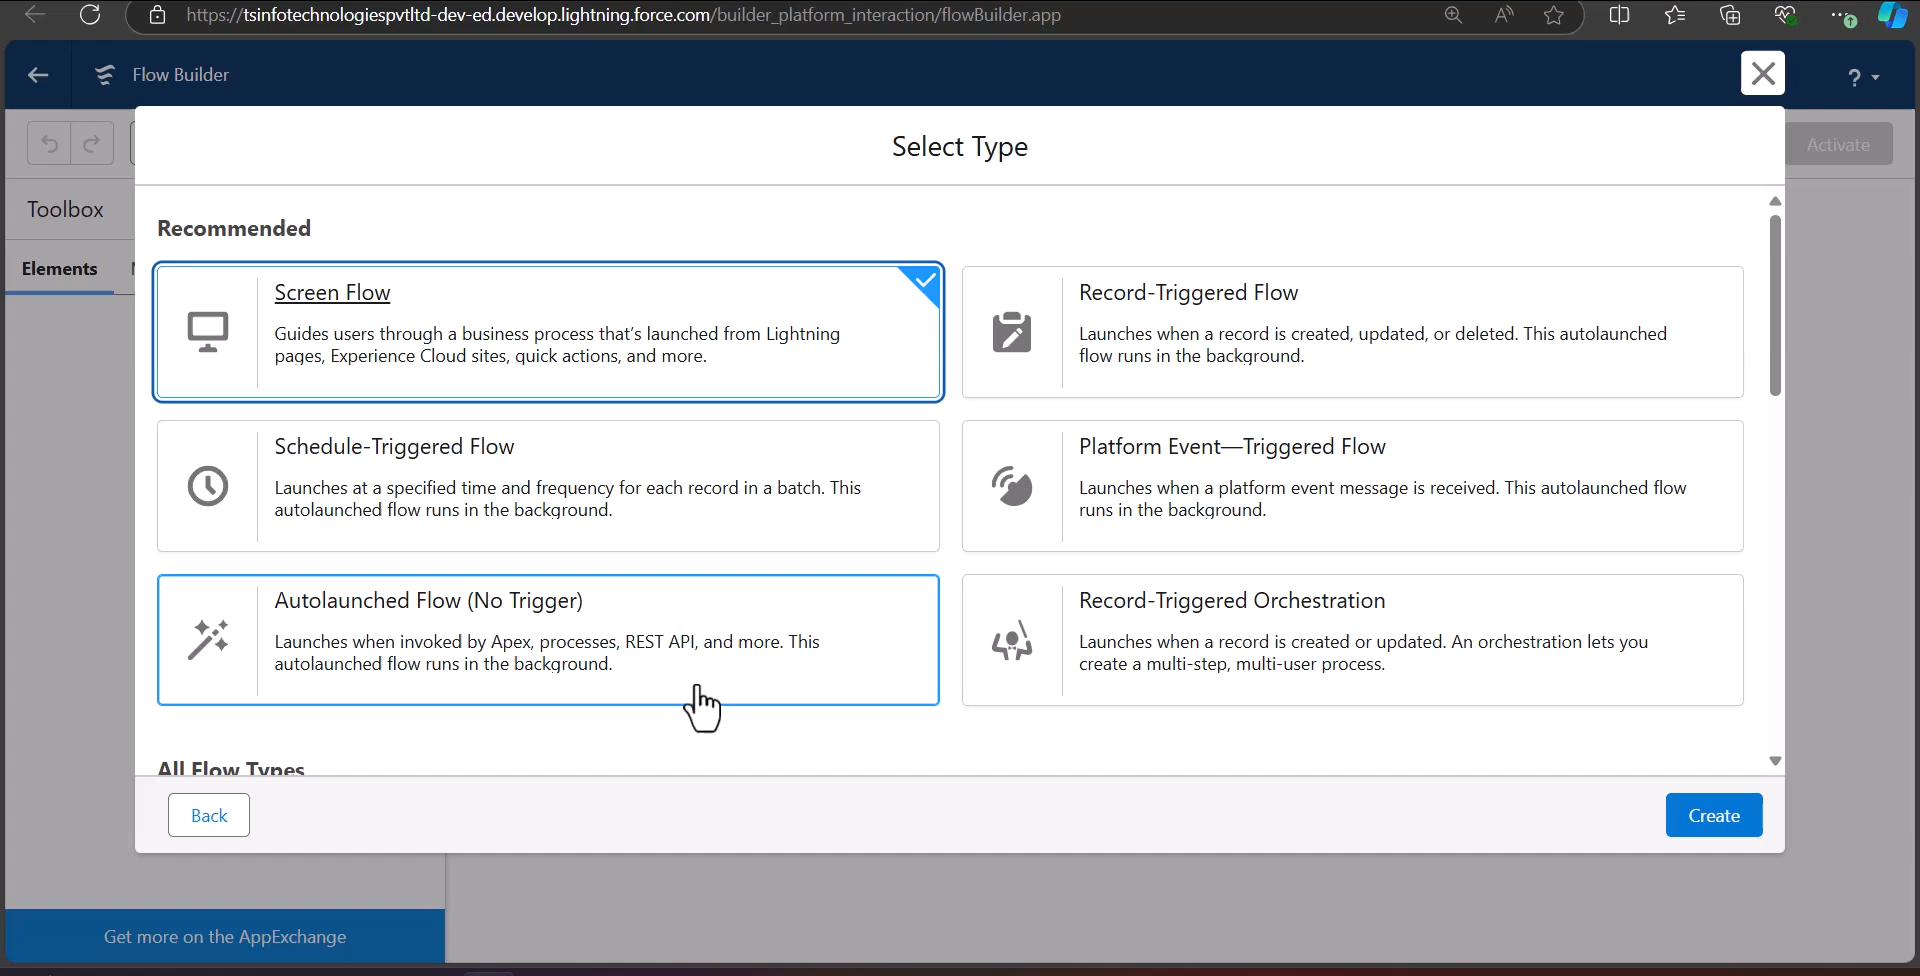 https://tsinfotechnologiespvtltd-dev-ed.develop.lightning.force.com/builder_platform_interaction/flowBuilder.app
Flow Builder
?
Select Type
Activate
Toolbox
Recommended
Elements
Screen Flow
Guides users through a business process that's launched from Lightning
pages, Experience Cloud sites, quick actions, and more.
Record-Triggered Flow
Launches when a record is created, updated, or deleted. This autolaunched
flow runs in the background.
Schedule-Triggered Flow
Launches at a specified time and frequency for each record in a batch. This
autolaunched flow runs in the background.
Platform Event—Triggered Flow
Launches when a platform event message is received. This autolaunched flow
runs in the background.
Autolaunched Flow (No Trigger)
Launches when invoked by Apex, processes, REST API, and more. This
autolaunched flow runs in the background.
Record-Triggered Orchestration
Launches when a record is created or updated. An orchestration lets you
create a multi-step, multi-user process.
All Flow Types
Back
Create
Get more on the AppExchange